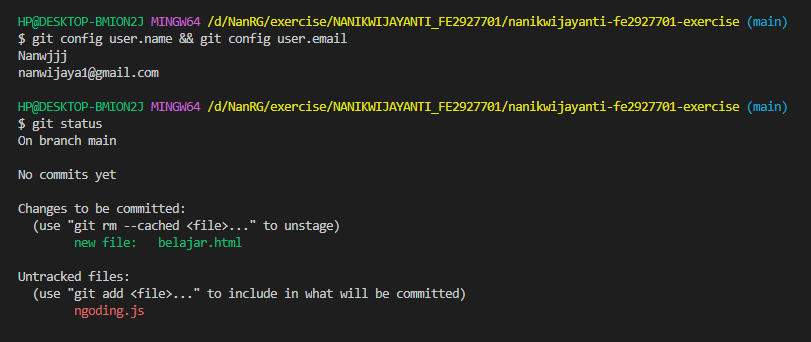 HP@DESKTOP-BMION2J MINGW64 /d/NanRG/exercise/NANIKWIJAYANTI_FE2927701/nanikwijayanti-fe2927701-exercise (main)
$ git config user.name && git config user.email
Nanwjjj
nanwijaya1@gmail.com
HP@DESKTOP-BMION2J MINGW64 /d/NanRG/exercise/NANIKWIJAYANTI_FE2927701/nanikwijayanti-fe2927701-exercise (main)
$ git status
On branch main
No commits yet
Changes to be committed:
(use "git rm --cached <file>..." to unstage)
new file:   belajar.html
Untracked files:
(use "git add <file>..." to include in what will be committed)
ngoding.js